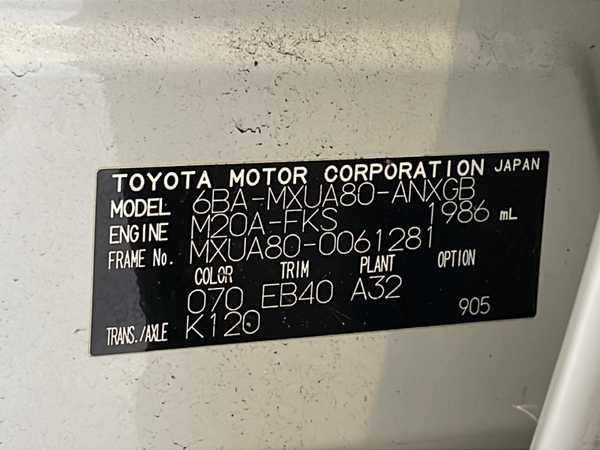 TOYOTA MOTOR CORPORATION JAPAN
MODEL 6BA-MXUA80-ANXGB
ENGINE M20A-FKS 1986 mL
FRAME No. MXUA80-0061281
COLOR TRIM PLANT OPTION
070 EB40 A32
TRANS./AXLE K120 905